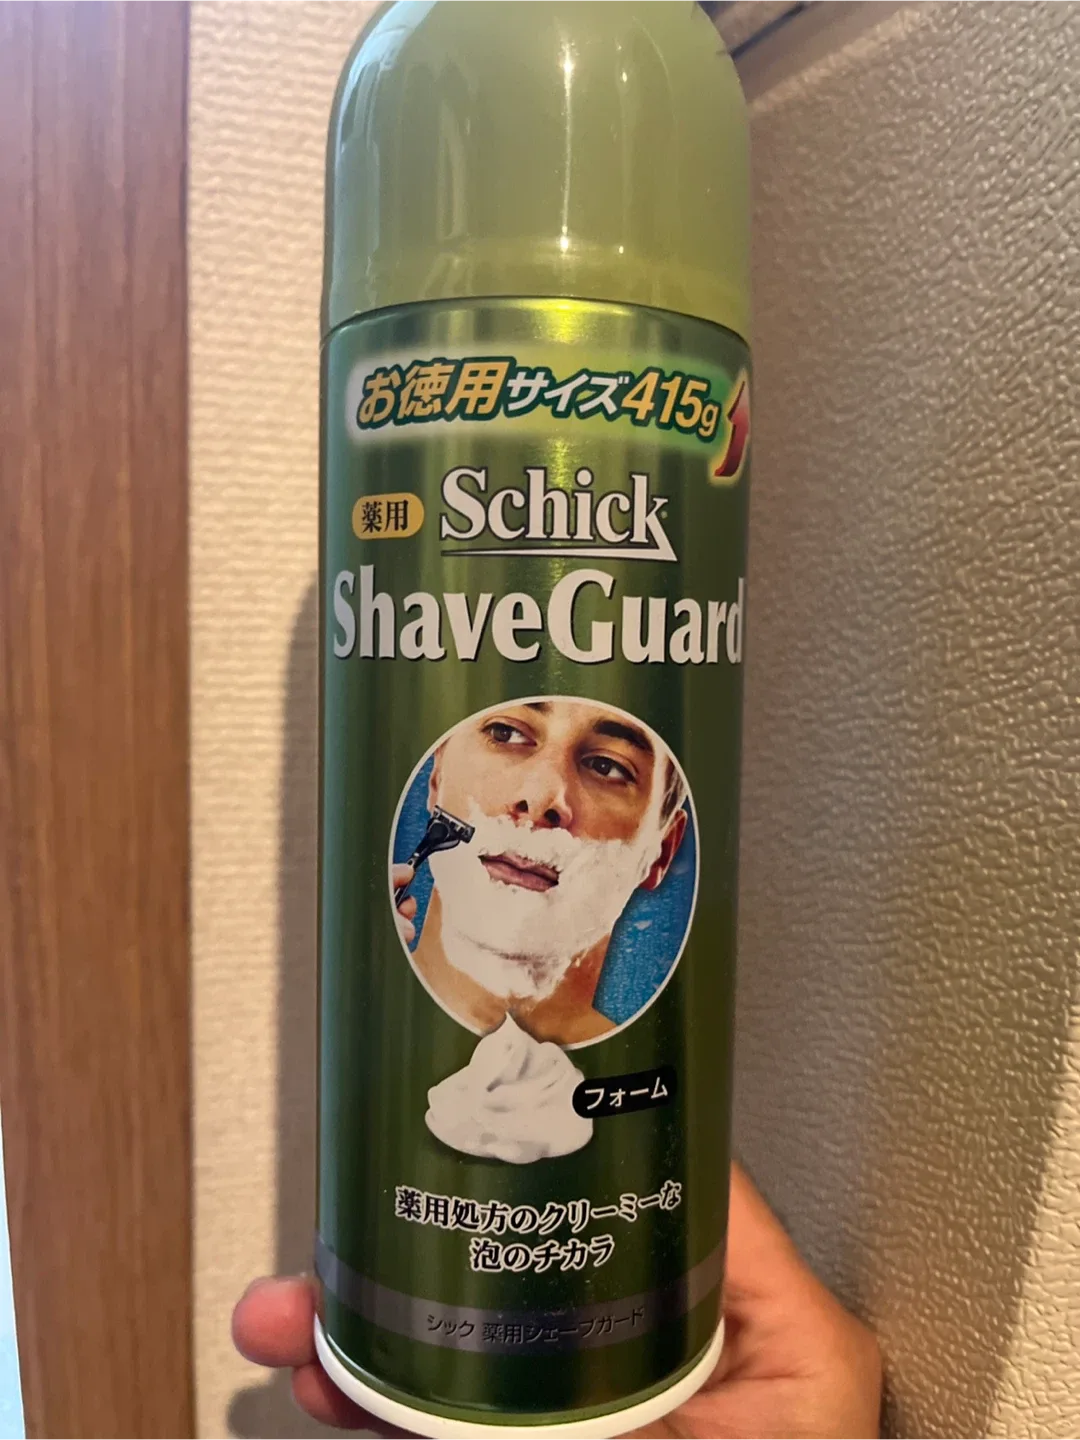 お徳用サイズ415g
薬用 Schick
ShaveGuard
フォーム
薬用処方のクリーミーな
泡のチカラ
シック 薬用シェーブガード